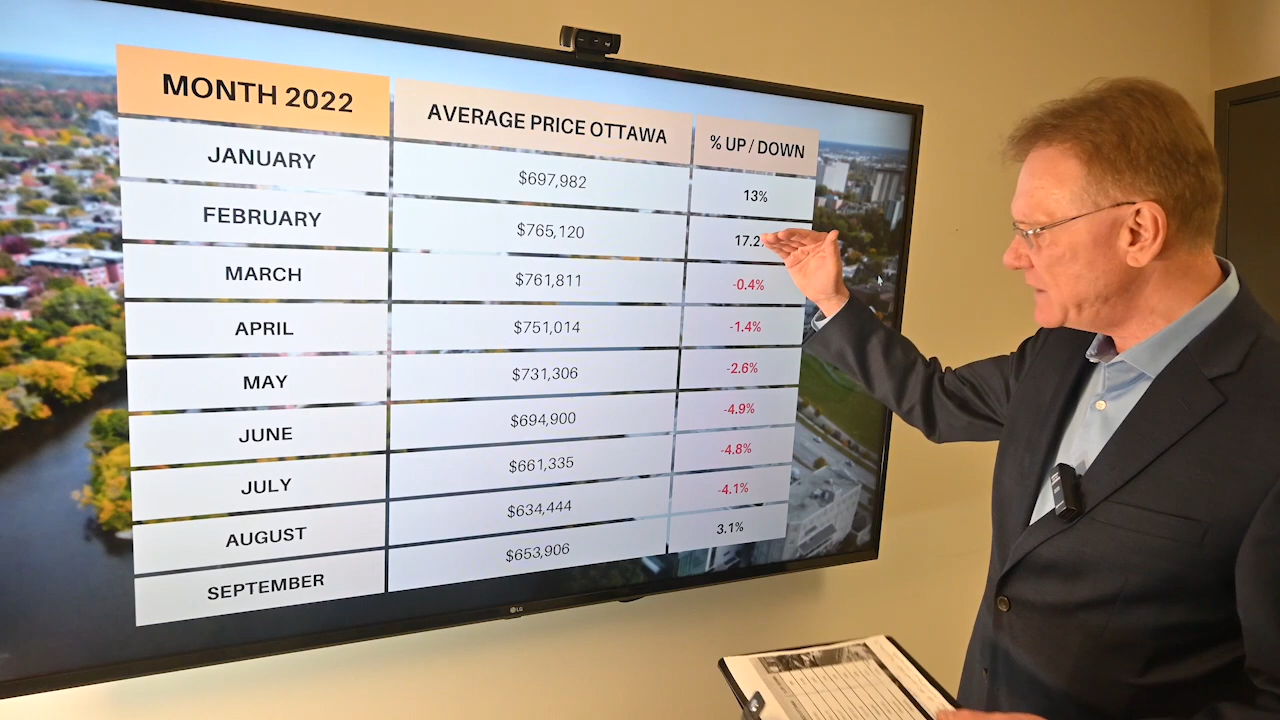 MONTH 2022 AVERAGE PRICE OTTAWA % UP / DOWN
JANUARY $697,982 13%
FEBRUARY $765,120 17.2
MARCH $761,811 -0.4%
APRIL $751,014 -1.4%
MAY $731,306 -2.6%
JUNE $694,900 -4.9%
JULY $661,335 -4.8%
AUGUST $634,444 -4.1%
SEPTEMBER $653,906 3.1%
LG